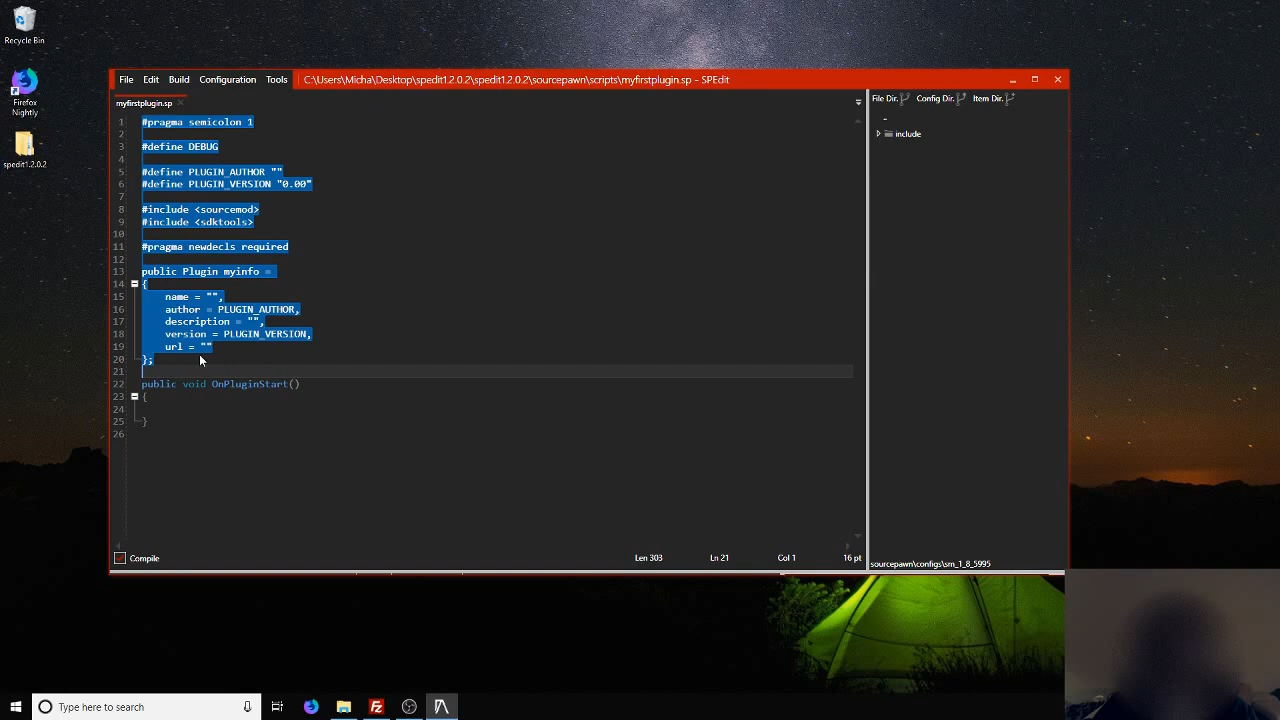 Recycle Bin
Firefox
Nightly
spedit1.2.0.2
File Edit Build Configuration Tools C:\Users\Micha\Desktop\spedit1.2.0.2\spedit1.2.0.2\sourcepawn\scripts\myfirstplugin.sp - SPEdit
myfirstplugin.sp
1 #pragma semicolon 1
2
3 #define DEBUG
4
5 #define PLUGIN_AUTHOR ""
6 #define PLUGIN_VERSION "0.00"
7
8 #include <sourcemod>
9 #include <sdktools>
10
11 #pragma newdecls required
12
13 public Plugin myinfo =
14 {
15 name = "",
16 author = PLUGIN_AUTHOR,
17 description = "",
18 version = PLUGIN_VERSION,
19 url = ""
20 };
21
22 public void OnPluginStart()
23 {
24
25 }
26
File Dir. Config Dir. Item Dir.
..
include
Compile Len 303 Ln 21 Col 1 16 pt
sourcepawn\configs\sm_1_8_5995
Type here to search